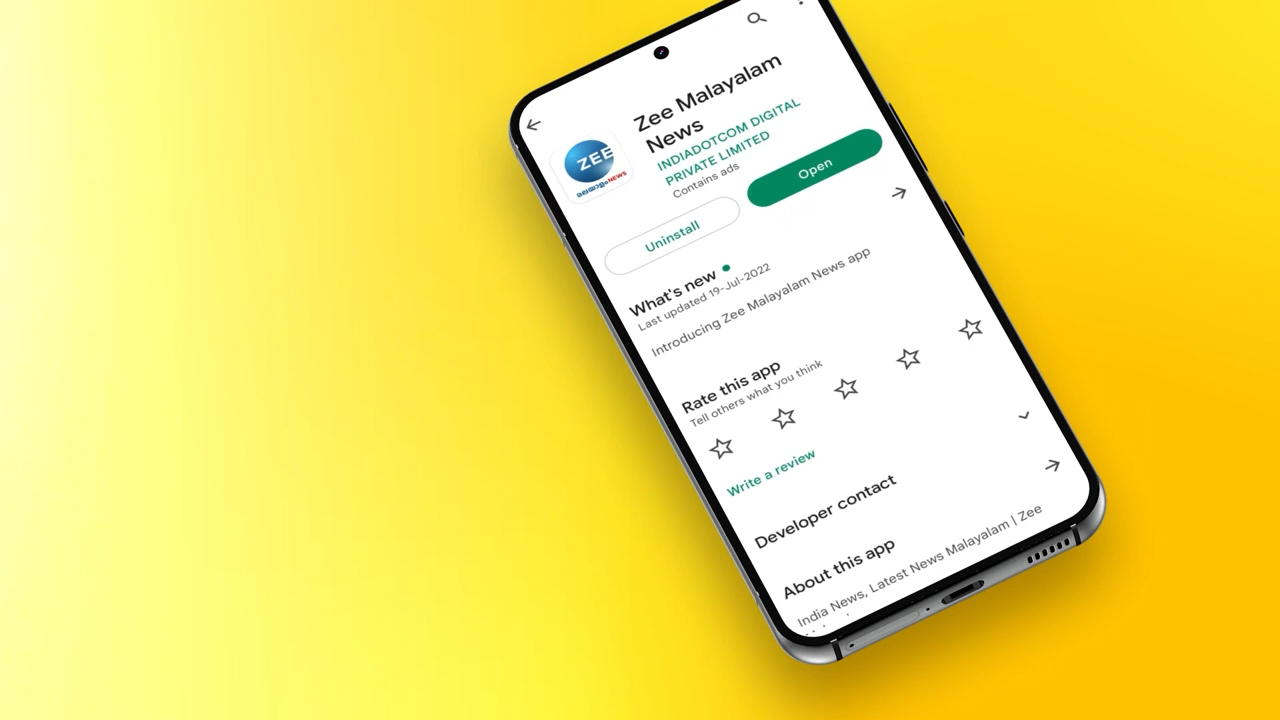 Zee Malayalam
News
INDIADOTCOM DIGITAL
PRIVATE LIMITED
Contains ads
ZEE
മലയാളം NEWS
Uninstall
Open
What's new
Last updated 19-Jul-2022
Introducing Zee Malayalam News app
Rate this app
Tell others what you think
Write a review
Developer contact
About this app
India News, Latest News Malayalam | Zee